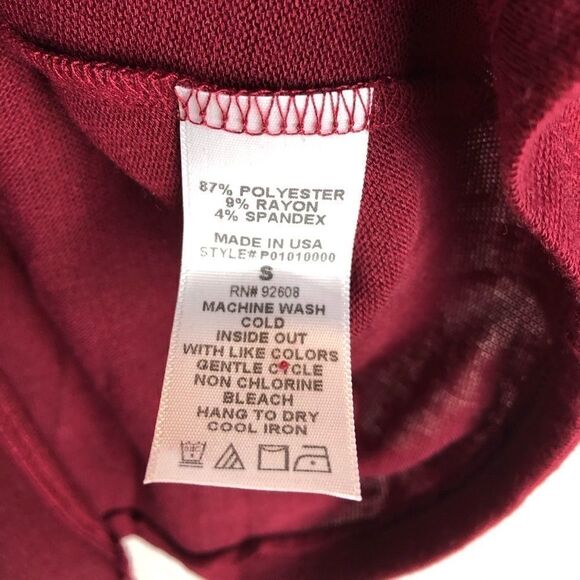 87% POLYESTER
9% RAYON
4% SPANDEX
MADE IN USA
STYLE# P01010000
S
RN# 92608
MACHINE WASH
COLD
INSIDE OUT
WITH LIKE COLORS
GENTLE CYCLE
NON CHLORINE
BLEACH
HANG TO DRY
COOL IRON